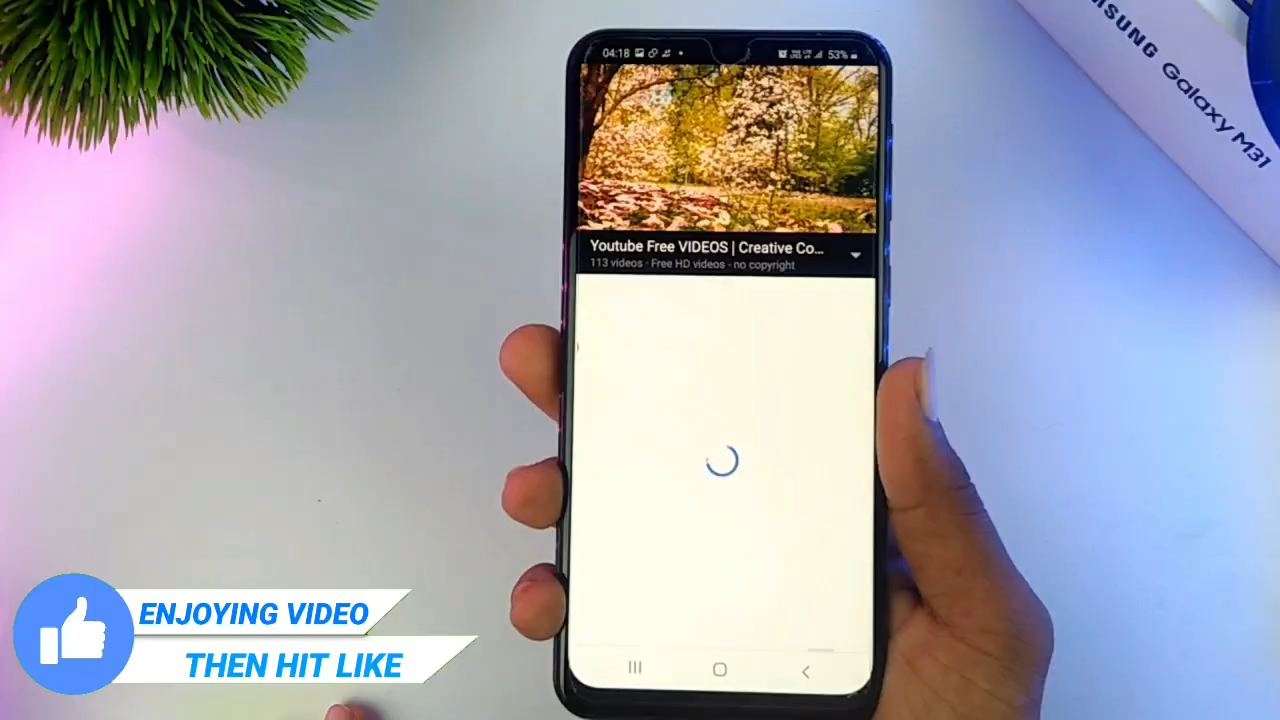 04:18
53%
SAMSUNG Galaxy M31
Youtube Free VIDEOS | Creative Co...
113 videos · Free HD videos - no copyright
ENJOYING VIDEO
THEN HIT LIKE